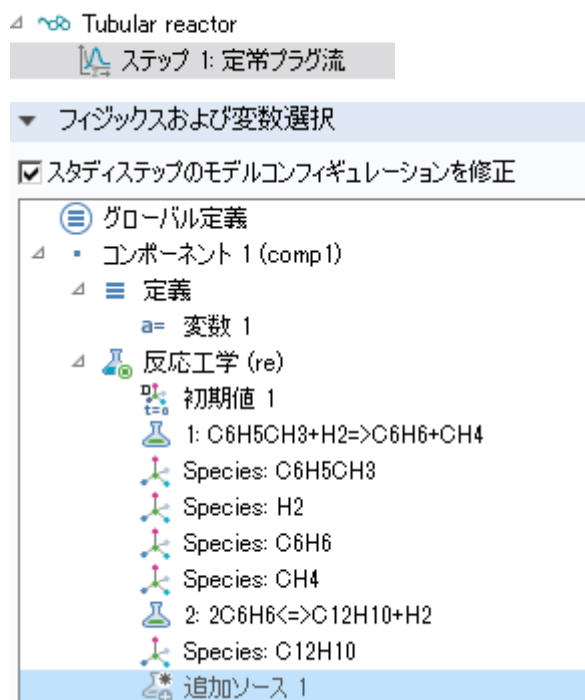 Tubular reactor
ステップ 1: 定常プラグ流
フィジックスおよび変数選択
スタディステップのモデルコンフィギュレーションを修正
グローバル定義
コンポーネント 1 (comp1)
定義
a= 変数 1
反応工学 (re)
D t=0 初期値 1
1: C6H5CH3+H2=>C6H6+CH4
Species: C6H5CH3
Species: H2
Species: C6H6
Species: CH4
2: 2C6H6<=>C12H10+H2
Species: C12H10
追加ソース 1